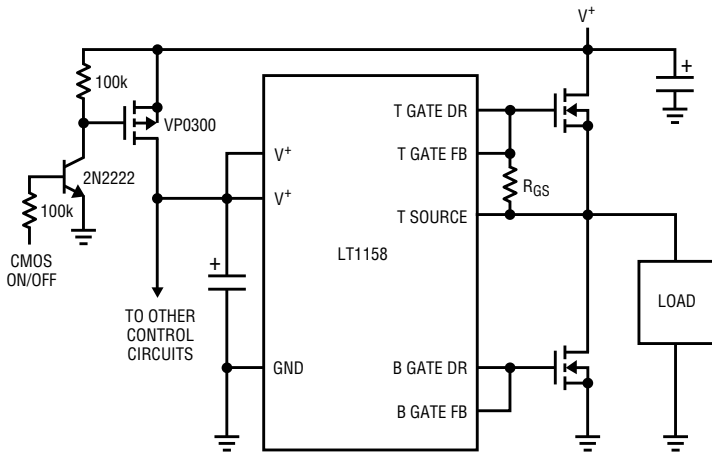 V+
100k
VP0300
2N2222
100k
CMOS
ON/OFF
TO OTHER
CONTROL
CIRCUITS
+
V+
V+
GND
LT1158
T GATE DR
T GATE FB
T SOURCE
B GATE DR
B GATE FB
RGS
+
LOAD